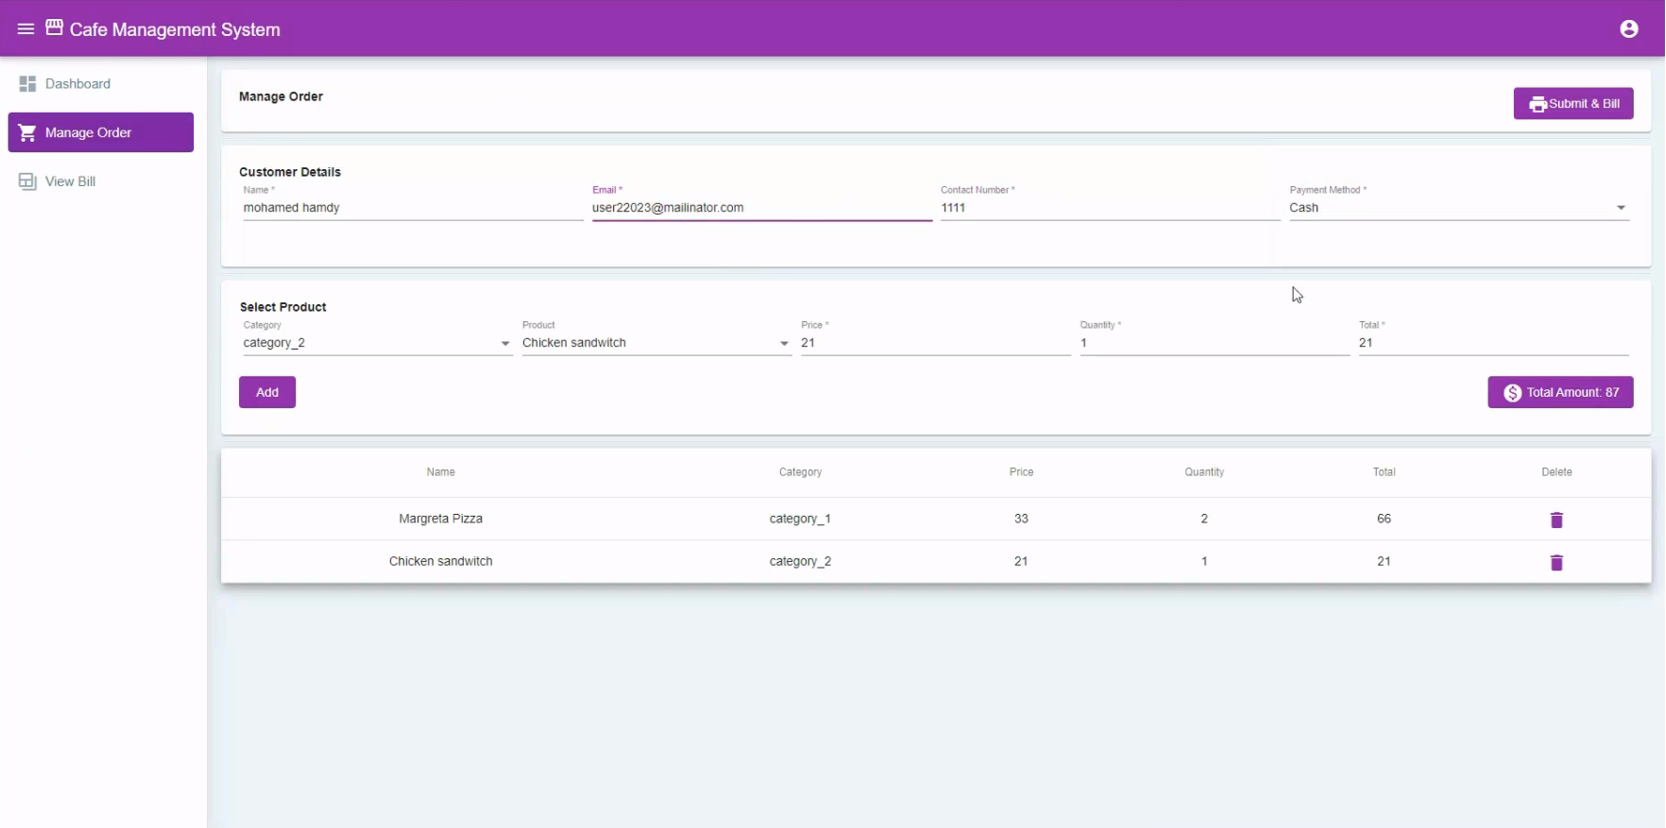 Cafe Management System
Dashboard
Manage Order
View Bill
Manage Order
Submit & Bill
Customer Details
Name * Email * Contact Number * Payment Method *
mohamed hamdy user22023@mailinator.com 1111 Cash
Select Product
Category Product Price * Quantity * Total *
category_2 Chicken sandwitch 21 1 21
Add Total Amount: 87
Name Category Price Quantity Total Delete
Margreta Pizza category_1 33 2 66
Chicken sandwitch category_2 21 1 21